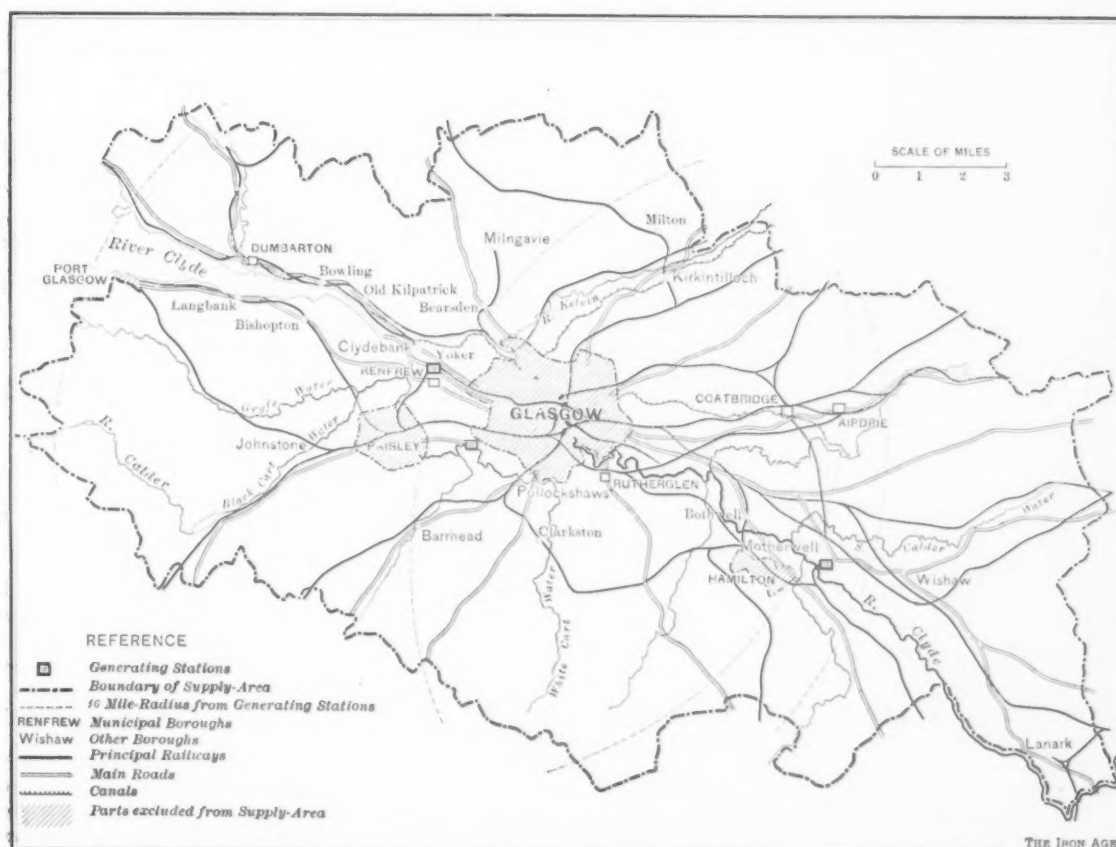 SCALE OF MILES
0 1 2 3
Milton
Milngavie
River Clyde
DUMBARTON
PORT GLASGOW
Bowling
Kirkintilloch
Old Kilpatrick
Langbank
Bearsden
R. Kelvin
Bishopton
Clydebank
Yoker
RENFREW
Gryfe Water
GLASGOW
COATBRIDGE
AIRDRIE
R. Calder
Johnstone
PAISLEY
Black Cart Water
Pollockshaws
RUTHERGLEN
Bothwell
Barrhead
Clarkston
Motherwell
S. Calder Water
HAMILTON
Wishaw
White Cart Water
R. Clyde
Lanark
REFERENCE
Generating Stations
Boundary of Supply-Area
16 Mile-Radius from Generating Stations
RENFREW Municipal Boroughs
Wishaw Other Boroughs
Principal Railways
Main Roads
Canals
Parts excluded from Supply-Area
THE IRON AGE